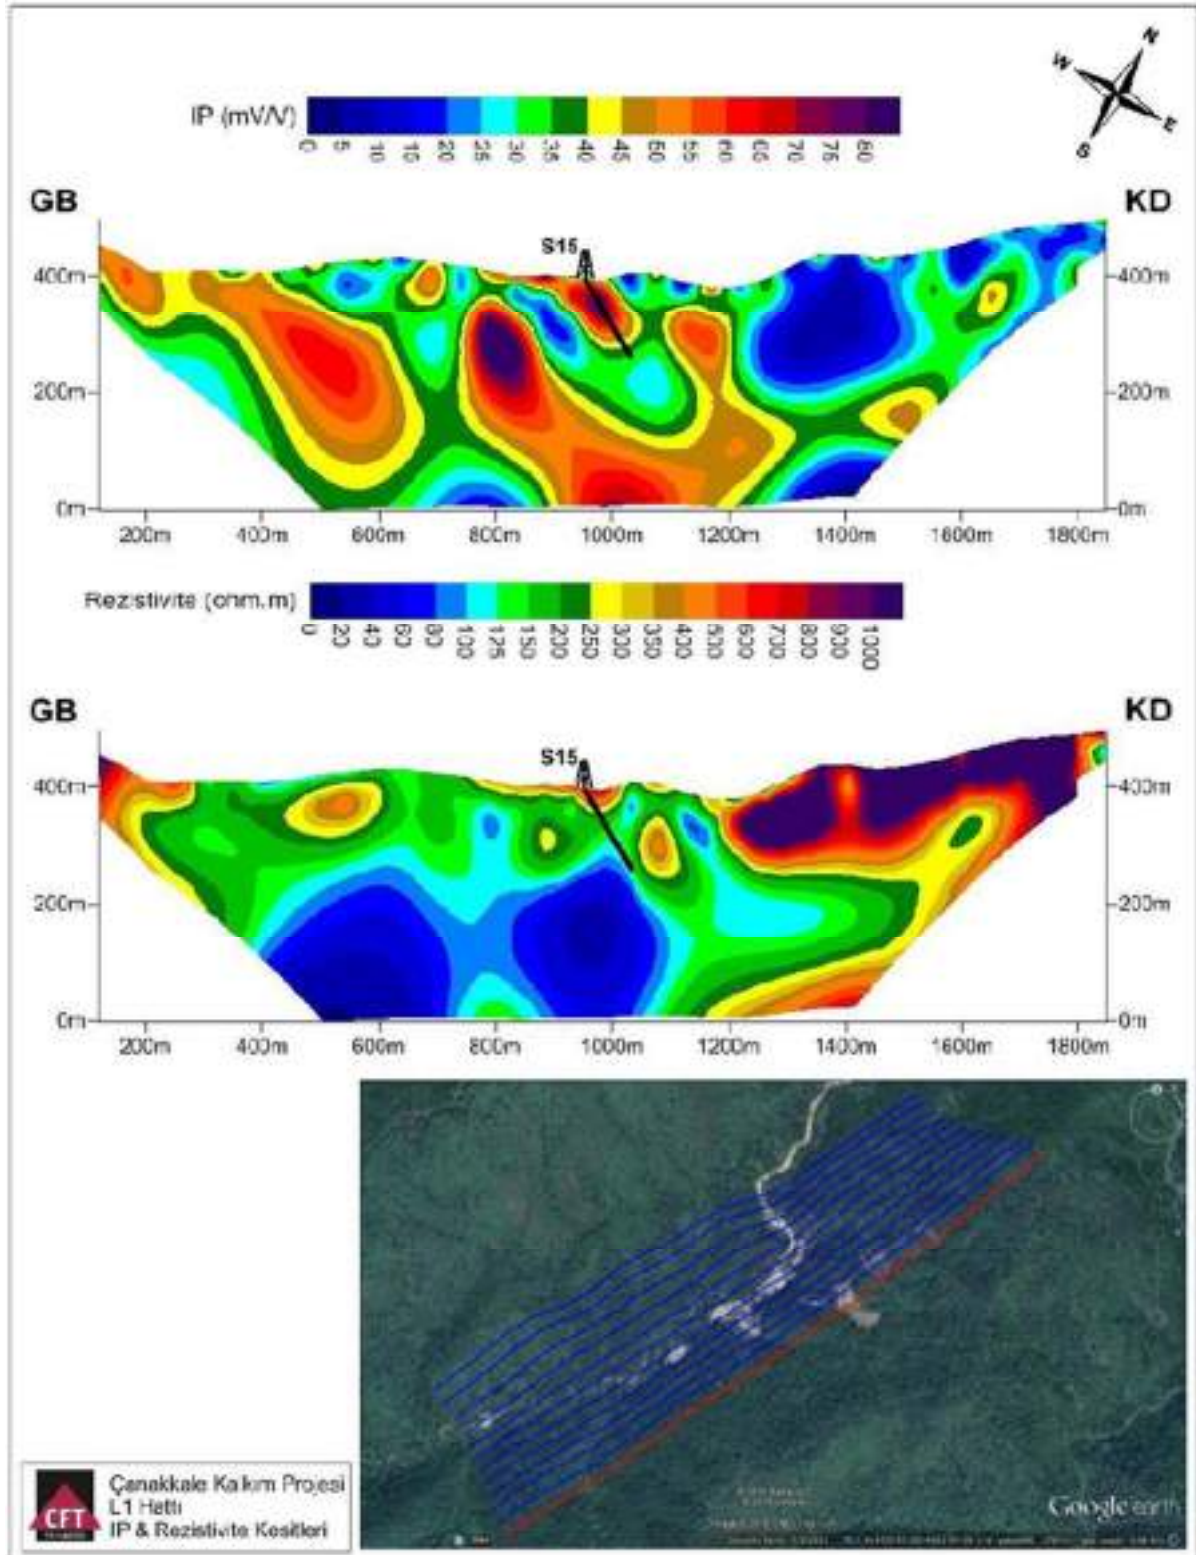 N
W
E
S
IP (mV/V)
0 5 10 15 20 25 30 35 40 45 50 55 60 65 70 75 80
GB KD
S15
400m 400m
200m 200m
0m 0m
200m 400m 600m 800m 1000m 1200m 1400m 1600m 1800m
Rezistivite (ohm.m)
0 20 40 60 80 100 125 150 200 250 300 350 400 500 600 700 800 900 1000
GB KD
S15
400m 400m
200m 200m
0m 0m
200m 400m 600m 800m 1000m 1200m 1400m 1600m 1800m
CFT
Çanakkale Kalkım Projesi
L1 Hattı
IP & Rezistivite Kesitleri
Google earth